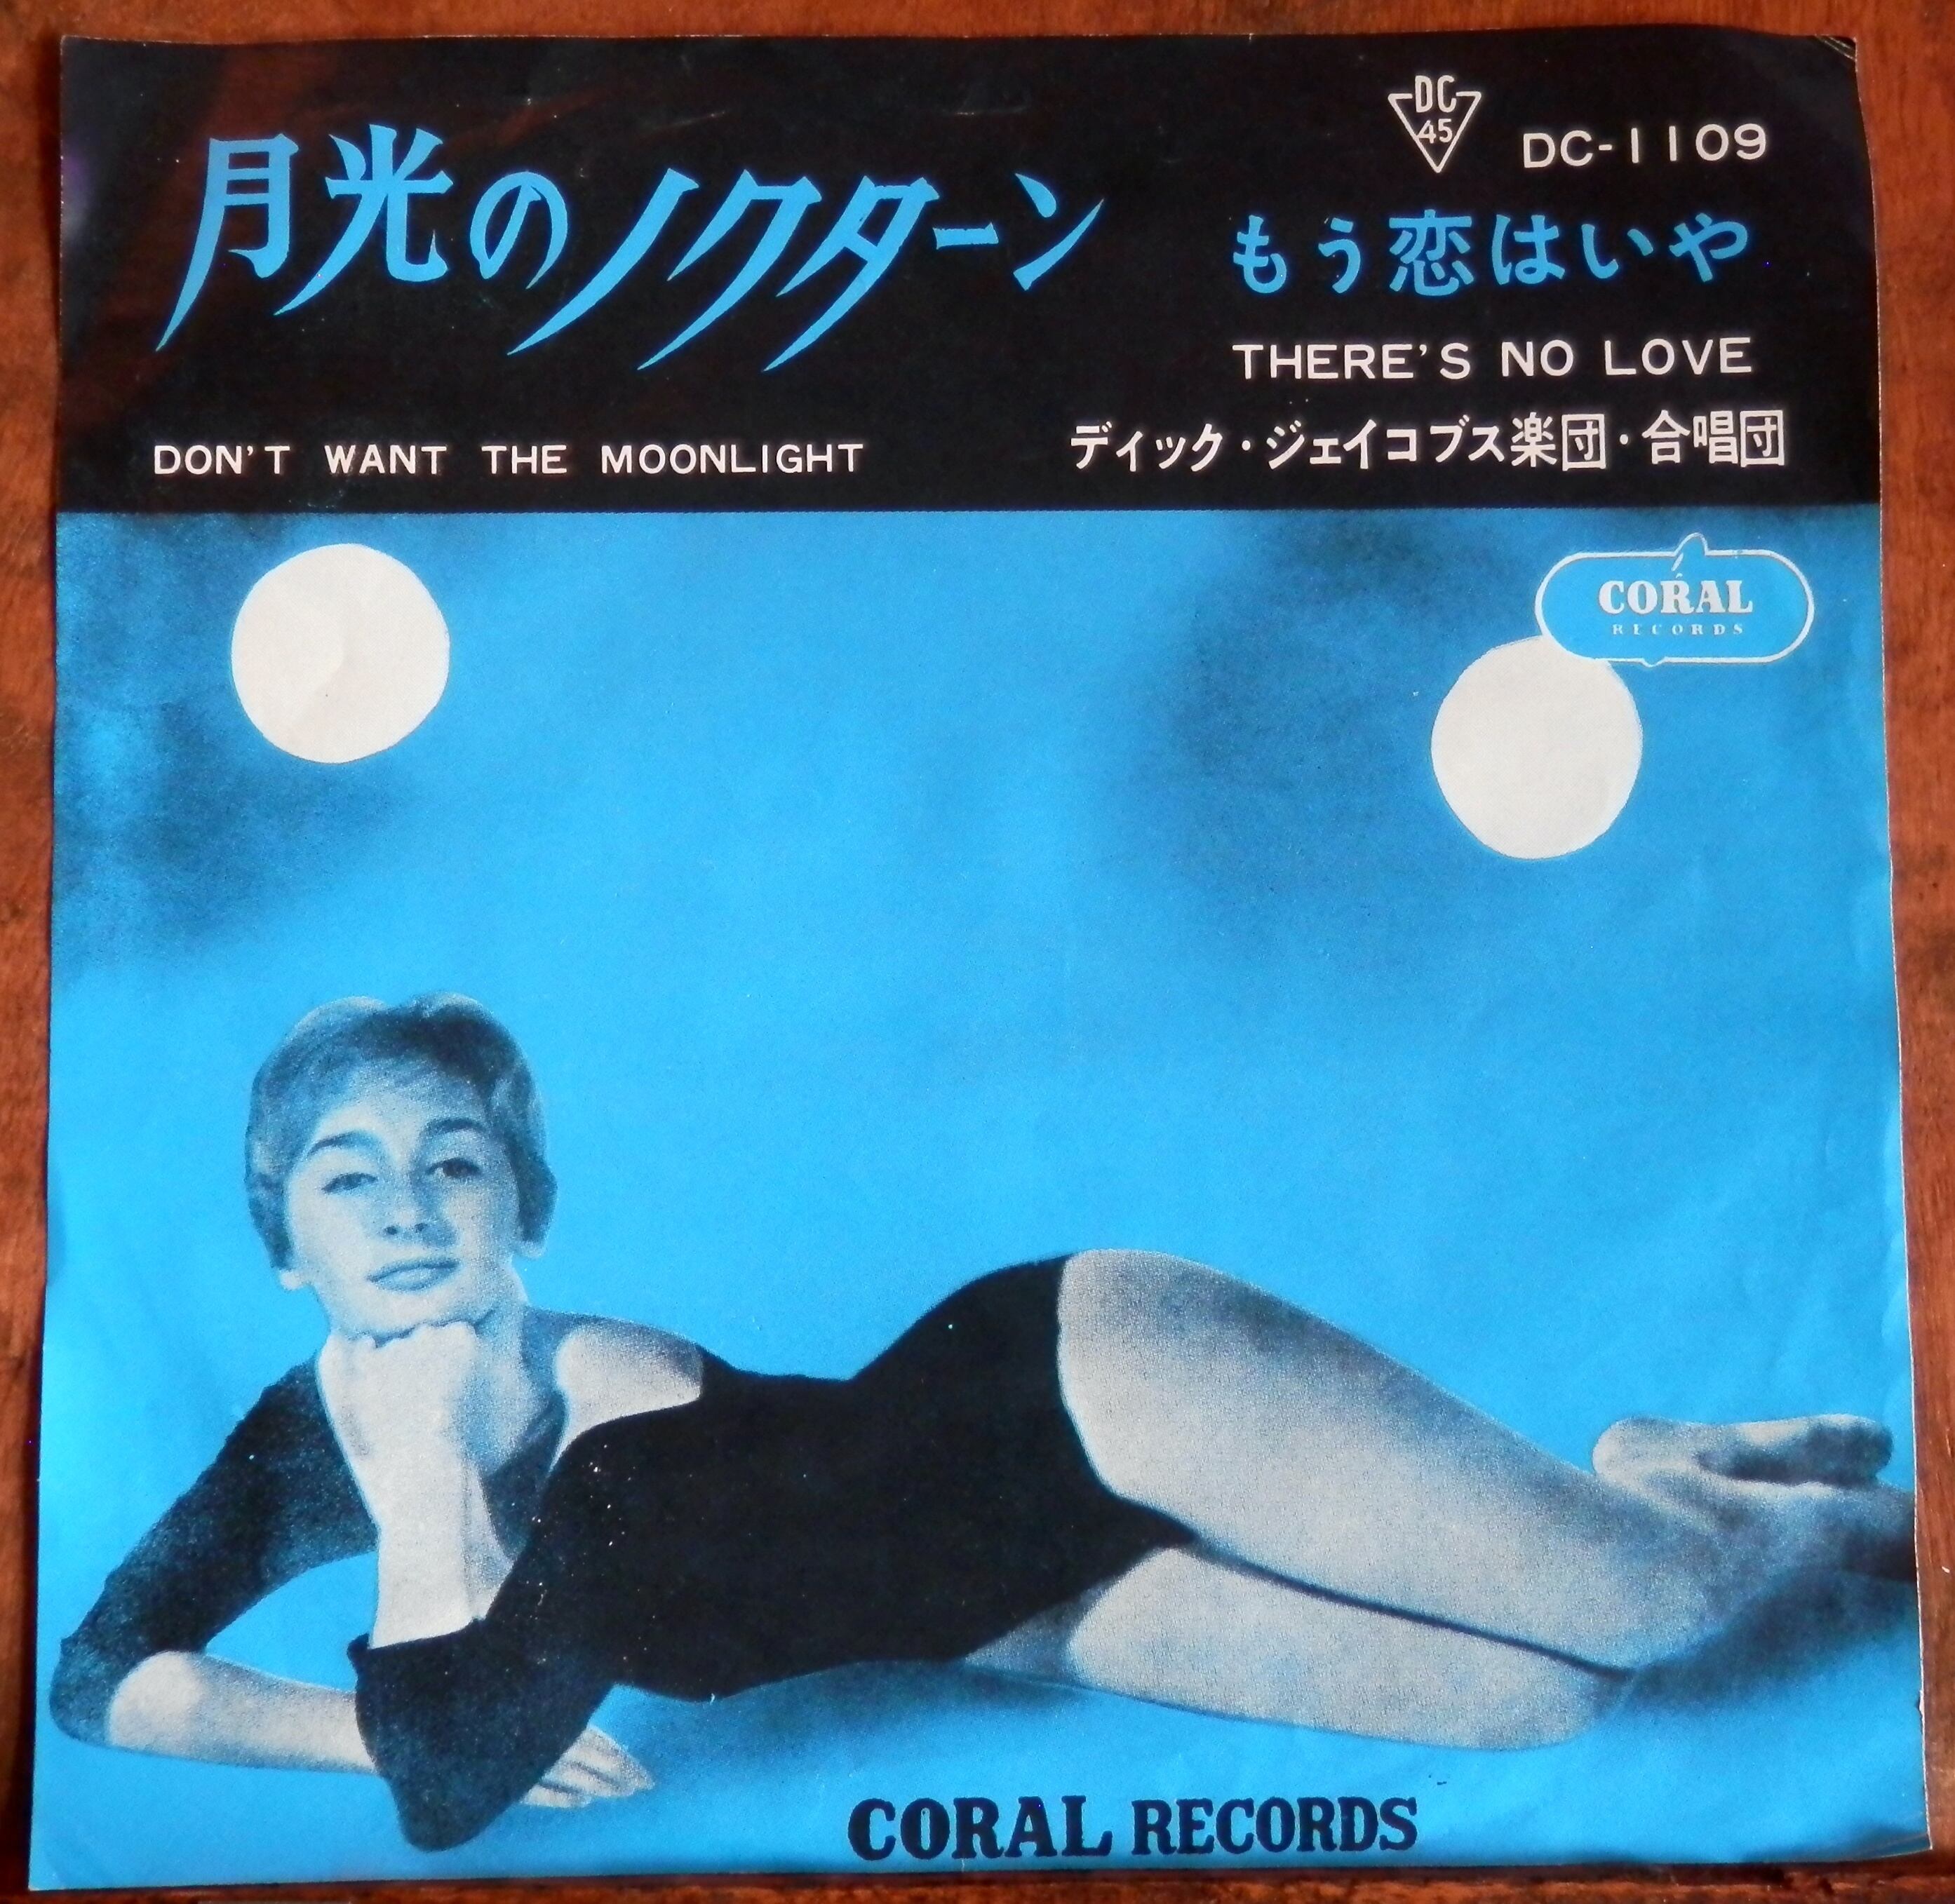 DC
45
DC-1109
月光のノクターン
もう恋はいや
THERE'S NO LOVE
DON'T WANT THE MOONLIGHT
ディック・ジェイコブス楽団・合唱団
CORAL
RECORDS
CORAL RECORDS